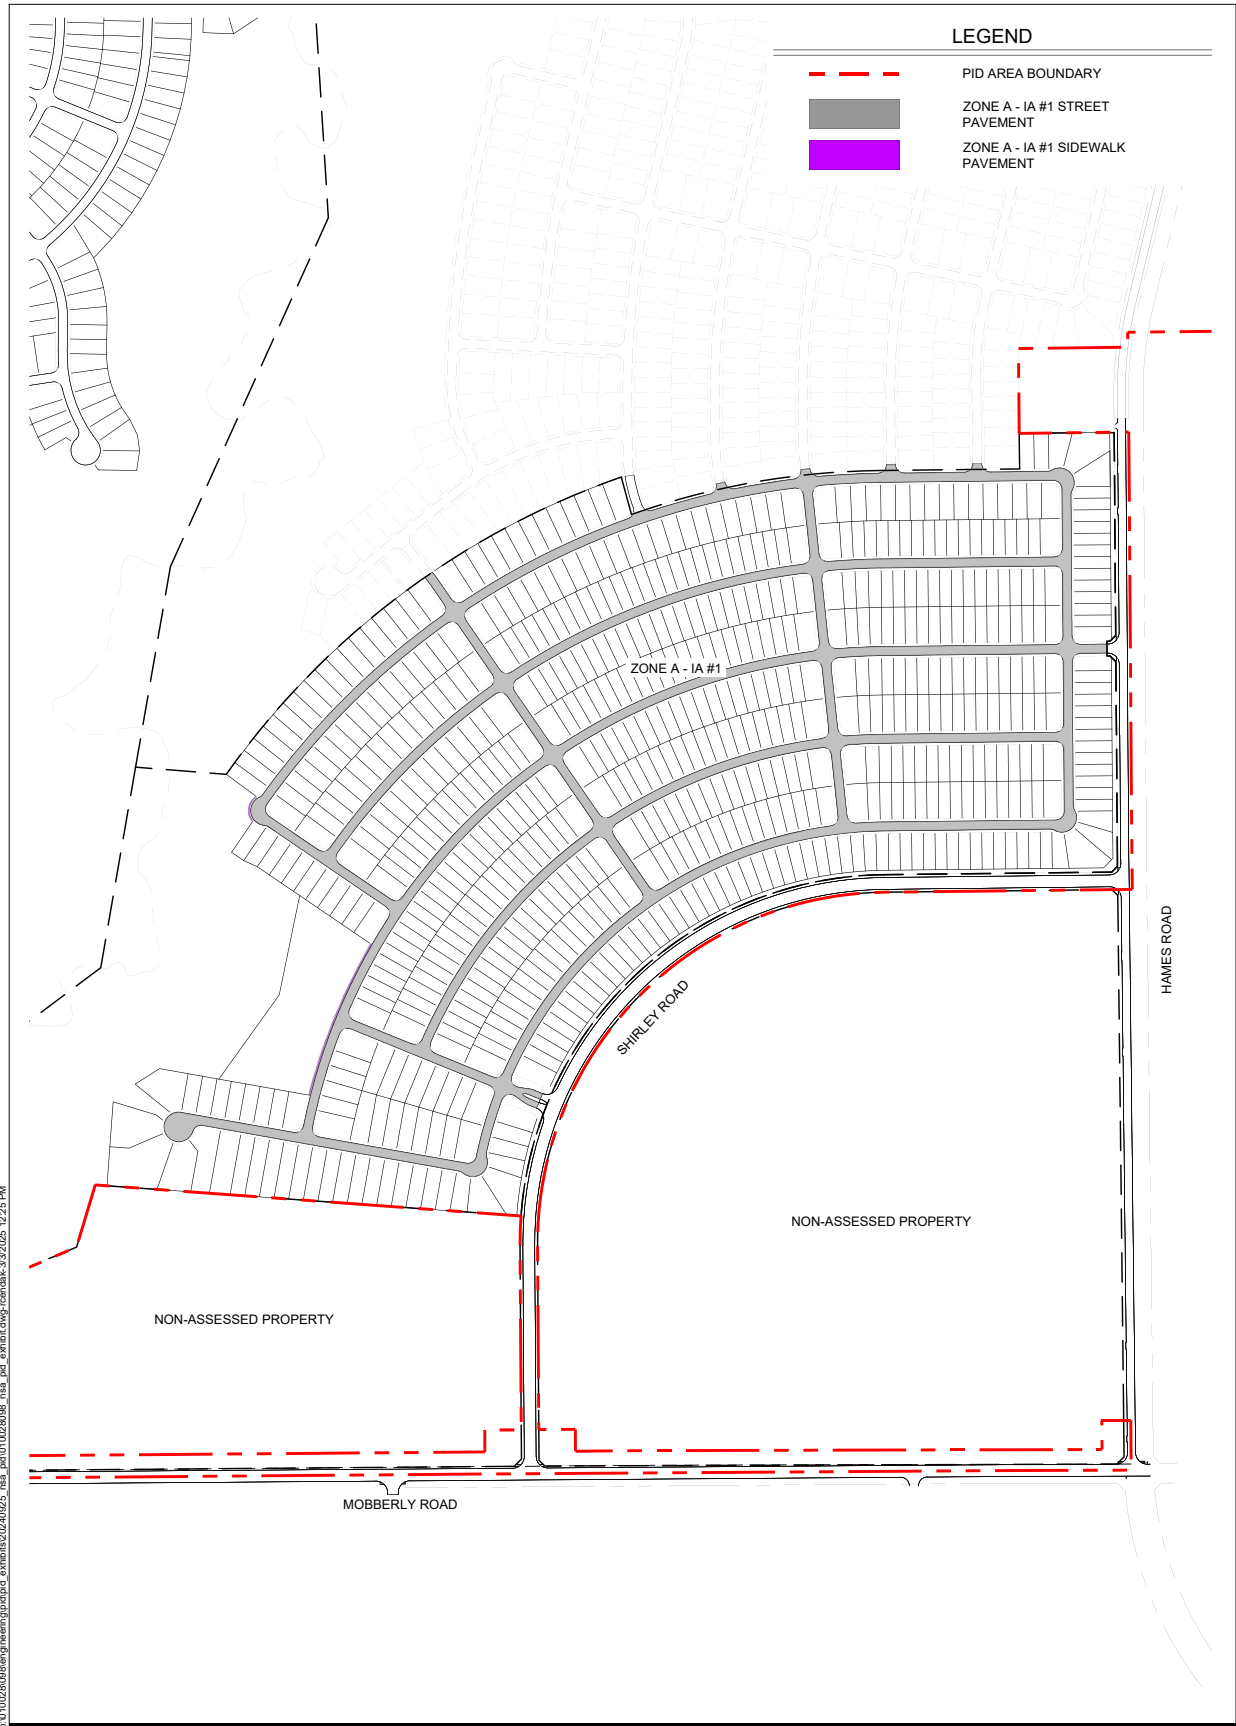 LEGEND
PID AREA BOUNDARY
ZONE A - IA #1 STREET
PAVEMENT
ZONE A - IA #1 SIDEWALK
PAVEMENT
ZONE A - IA #1
HAMES ROAD
SHIRLEY ROAD
NON-ASSESSED PROPERTY
NON-ASSESSED PROPERTY
MOBBERLY ROAD